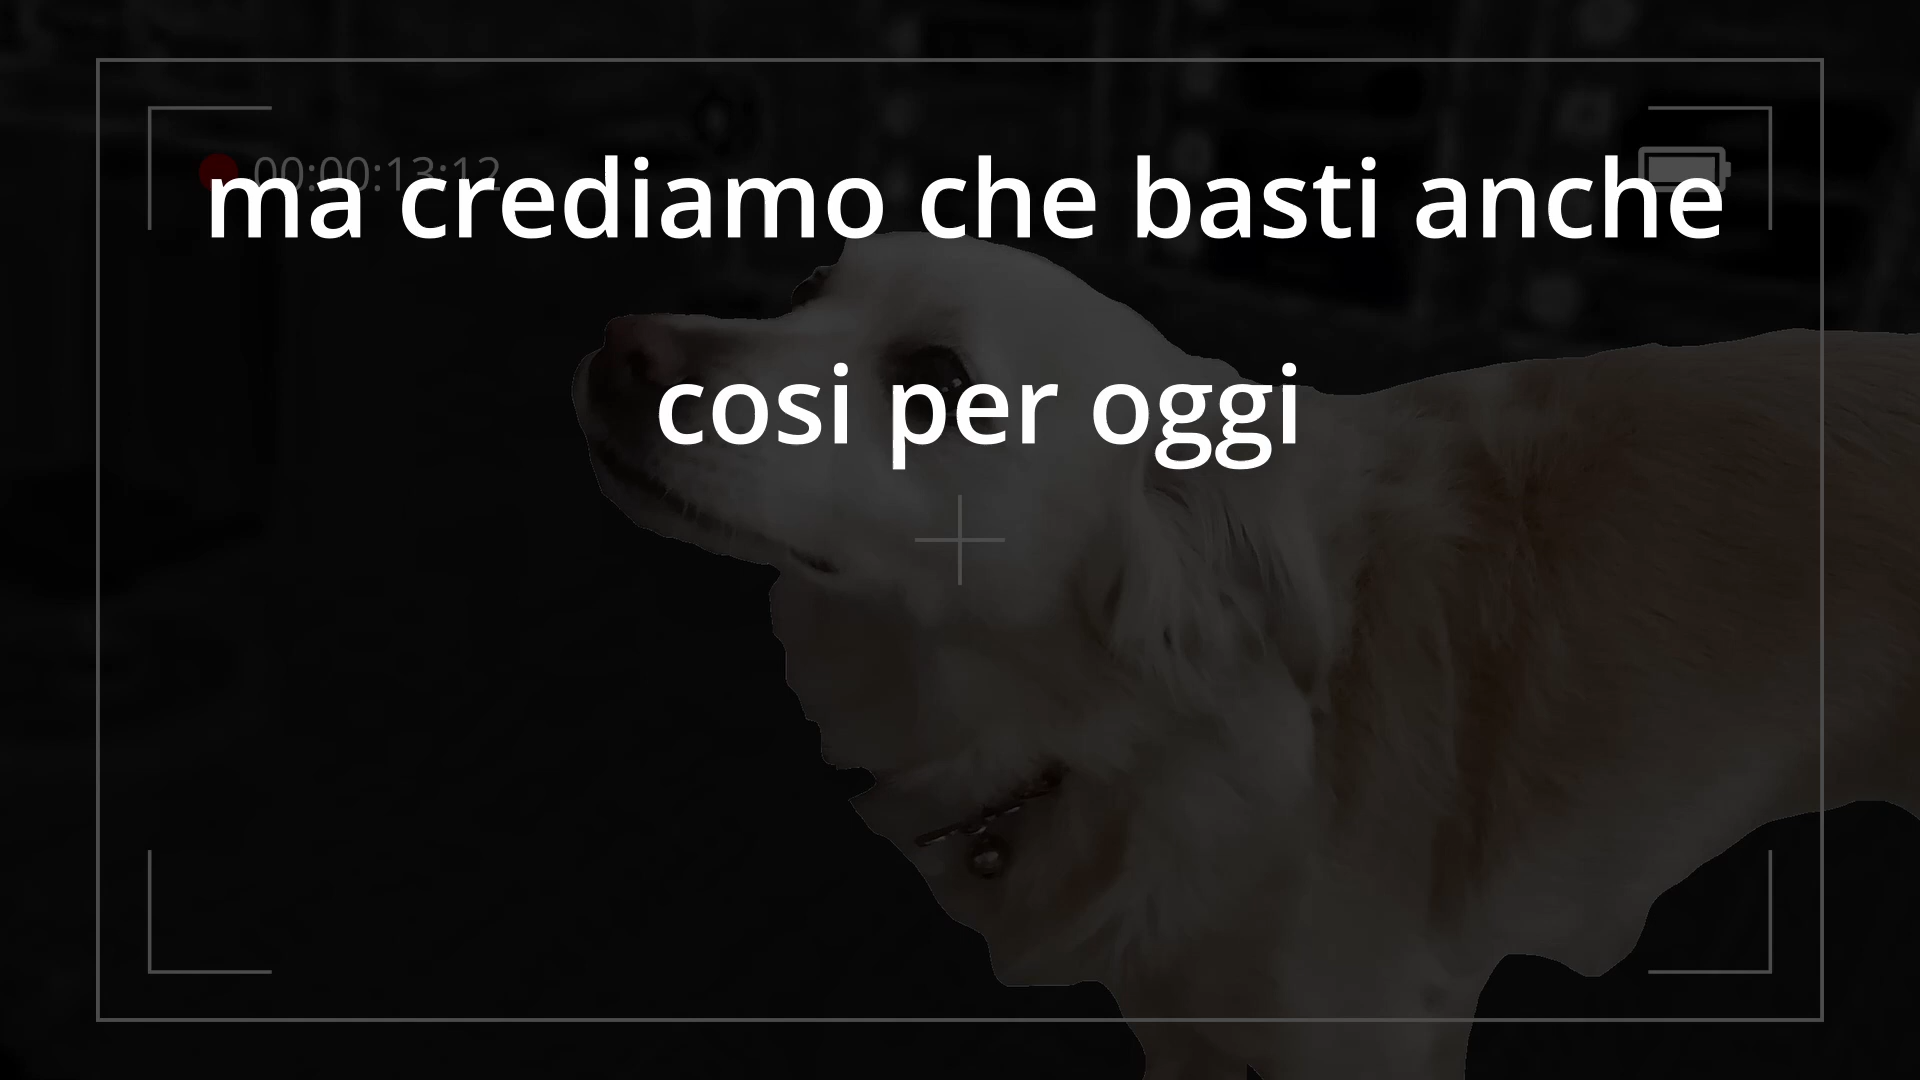 00:00:13:12
ma crediamo che basti anche
cosi per oggi